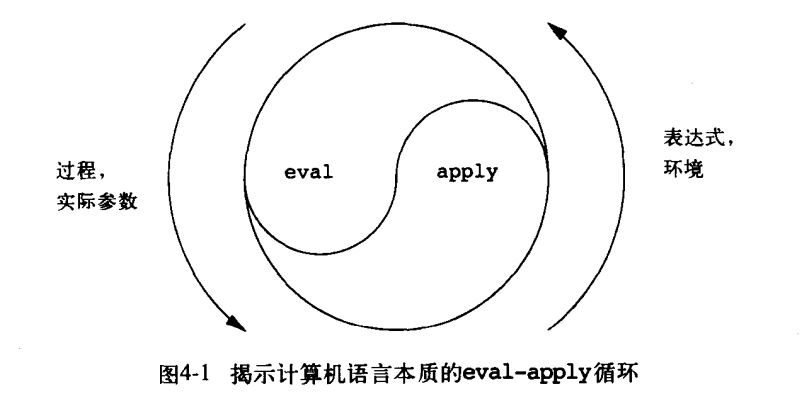 过程，
实际参数
eval
apply
表达式，
环境
图4-1 揭示计算机语言本质的eval-apply循环